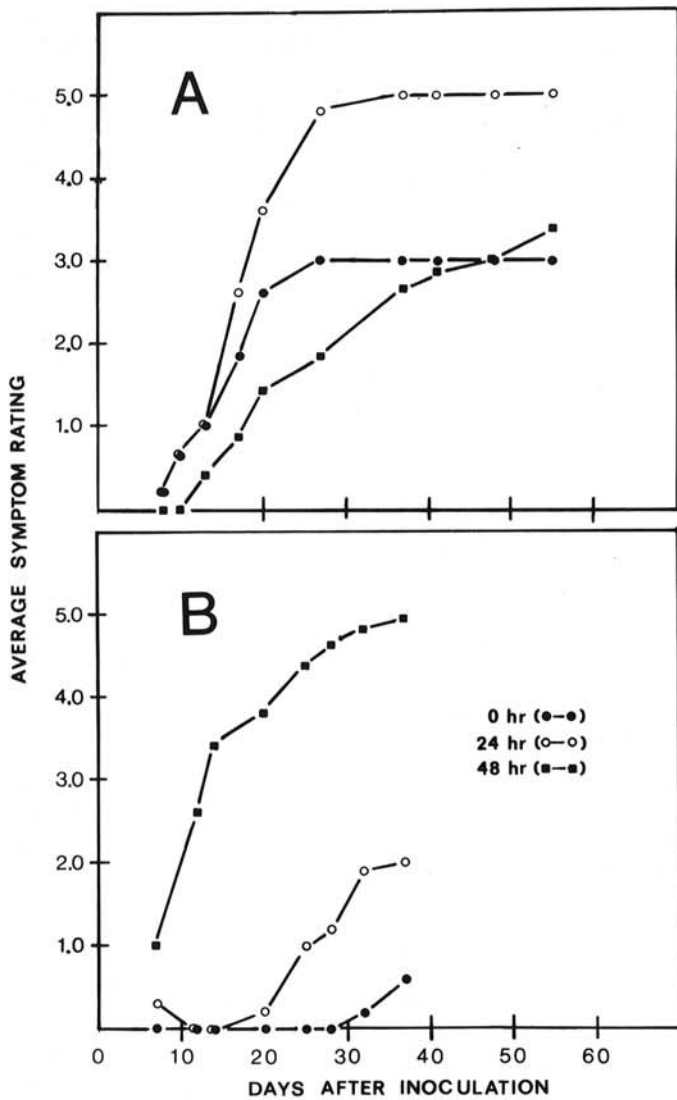 A
5.0
4.0
3.0
2.0
1.0
AVERAGE SYMPTOM RATING
B
5.0
4.0
3.0
2.0
1.0
0 hr (●—●)
24 hr (○—○)
48 hr (■—■)
0 10 20 30 40 50 60
DAYS AFTER INOCULATION